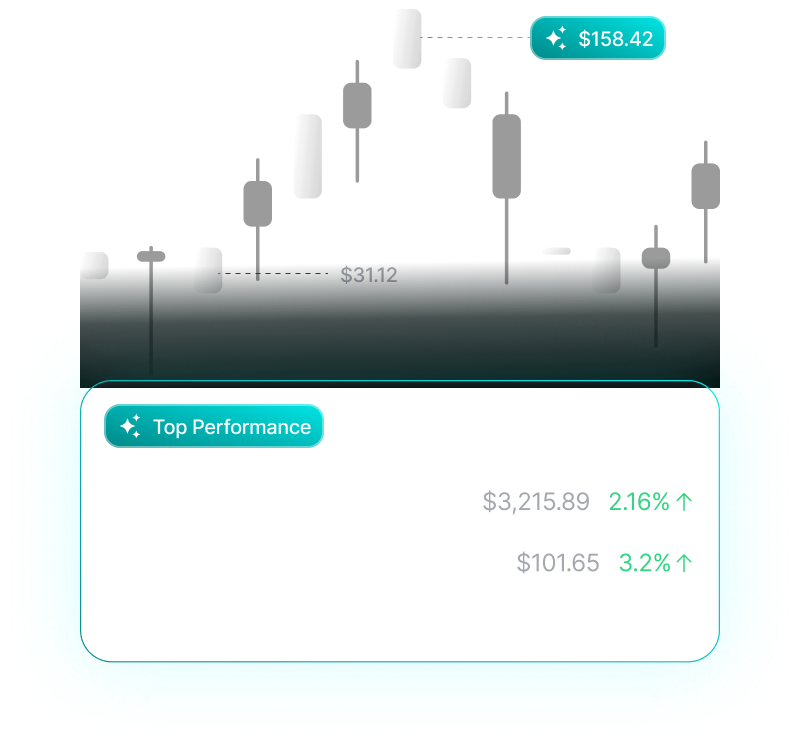 $158.42
$31.12
Top Performance
$3,215.89 2.16% ↑
$101.65 3.2% ↑